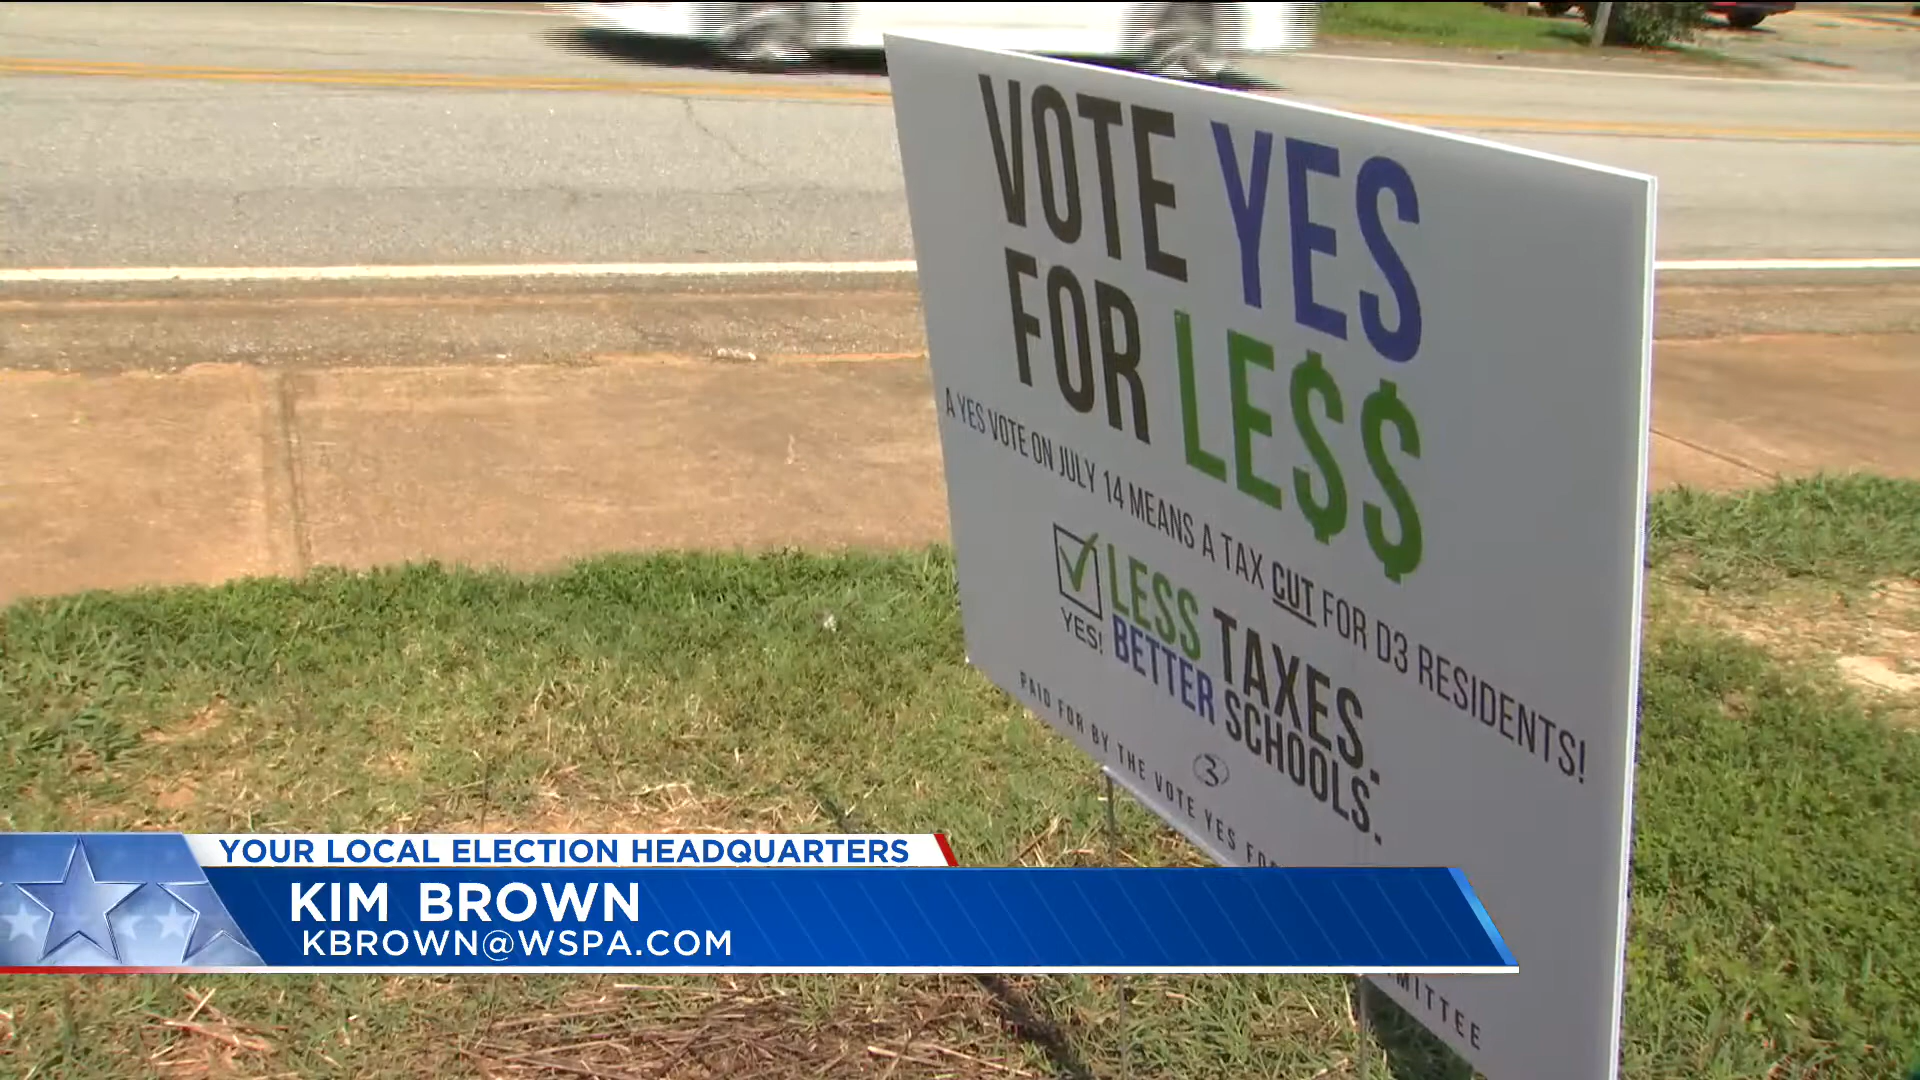 VOTE YES
FOR LE$$
A YES VOTE ON JULY 14 MEANS A TAX CUT FOR D3 RESIDENTS!
LESS TAXES.
YES! BETTER SCHOOLS.
3
PAID FOR BY THE VOTE YES FOR
YOUR LOCAL ELECTION HEADQUARTERS
KIM BROWN
KBROWN@WSPA.COM